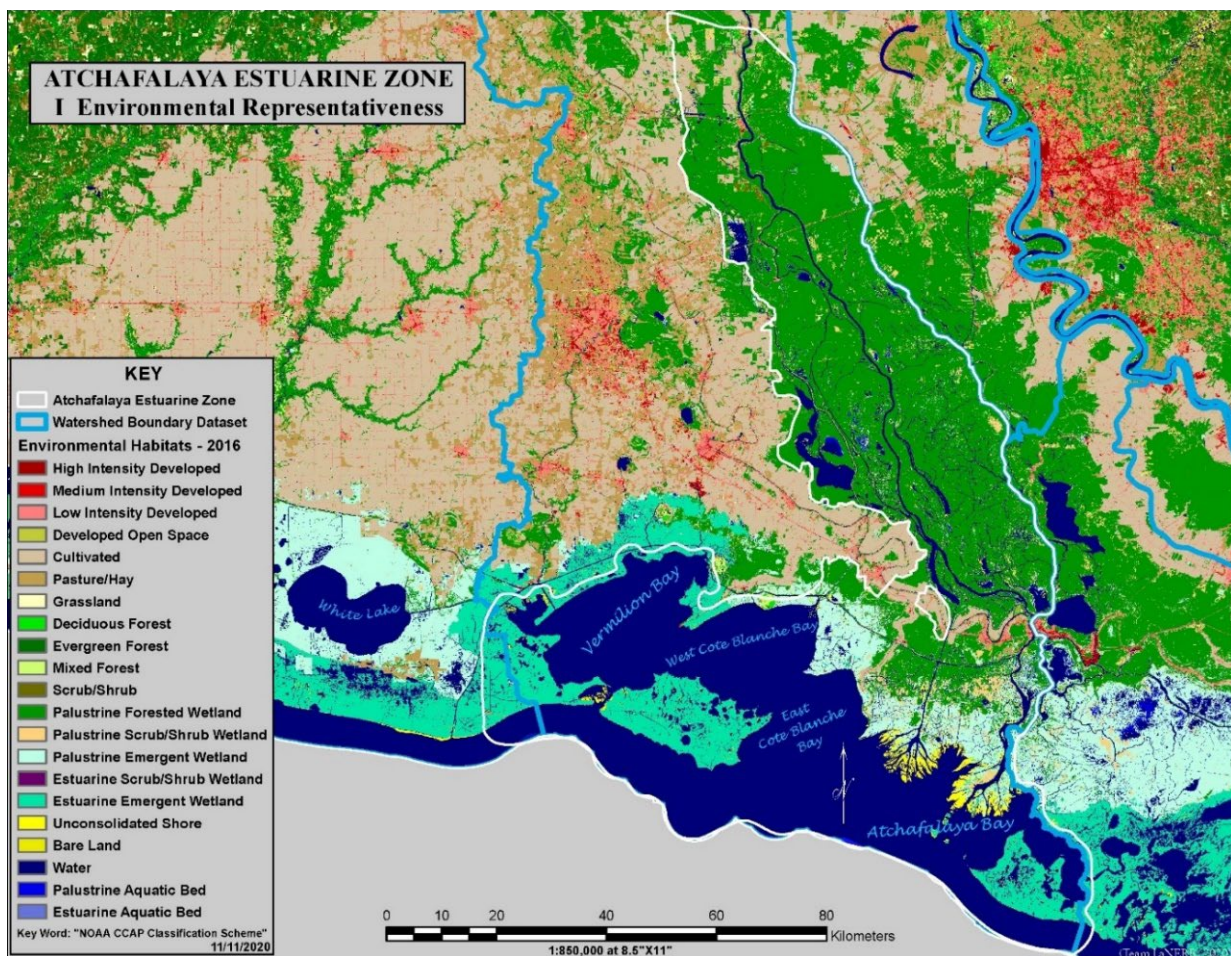 ATCHAFALAYA ESTUARINE ZONE
I Environmental Representativeness
KEY
Atchafalaya Estuarine Zone
Watershed Boundary Dataset
Environmental Habitats - 2016
High Intensity Developed
Medium Intensity Developed
Low Intensity Developed
Developed Open Space
Cultivated
Pasture/Hay
Grassland
Deciduous Forest
Evergreen Forest
Mixed Forest
Scrub/Shrub
Palustrine Forested Wetland
Palustrine Scrub/Shrub Wetland
Palustrine Emergent Wetland
Estuarine Scrub/Shrub Wetland
Estuarine Emergent Wetland
Unconsolidated Shore
Bare Land
Water
Palustrine Aquatic Bed
Estuarine Aquatic Bed
Key Word: "NOAA CCAP Classification Scheme"
11/11/2020
White Lake
Vermilion Bay
West Cote Blanche Bay
East
Cote Blanche
Bay
N
Atchafalaya Bay
0 10 20 40 60 80
Kilometers
1:850,000 at 8.5"X11"